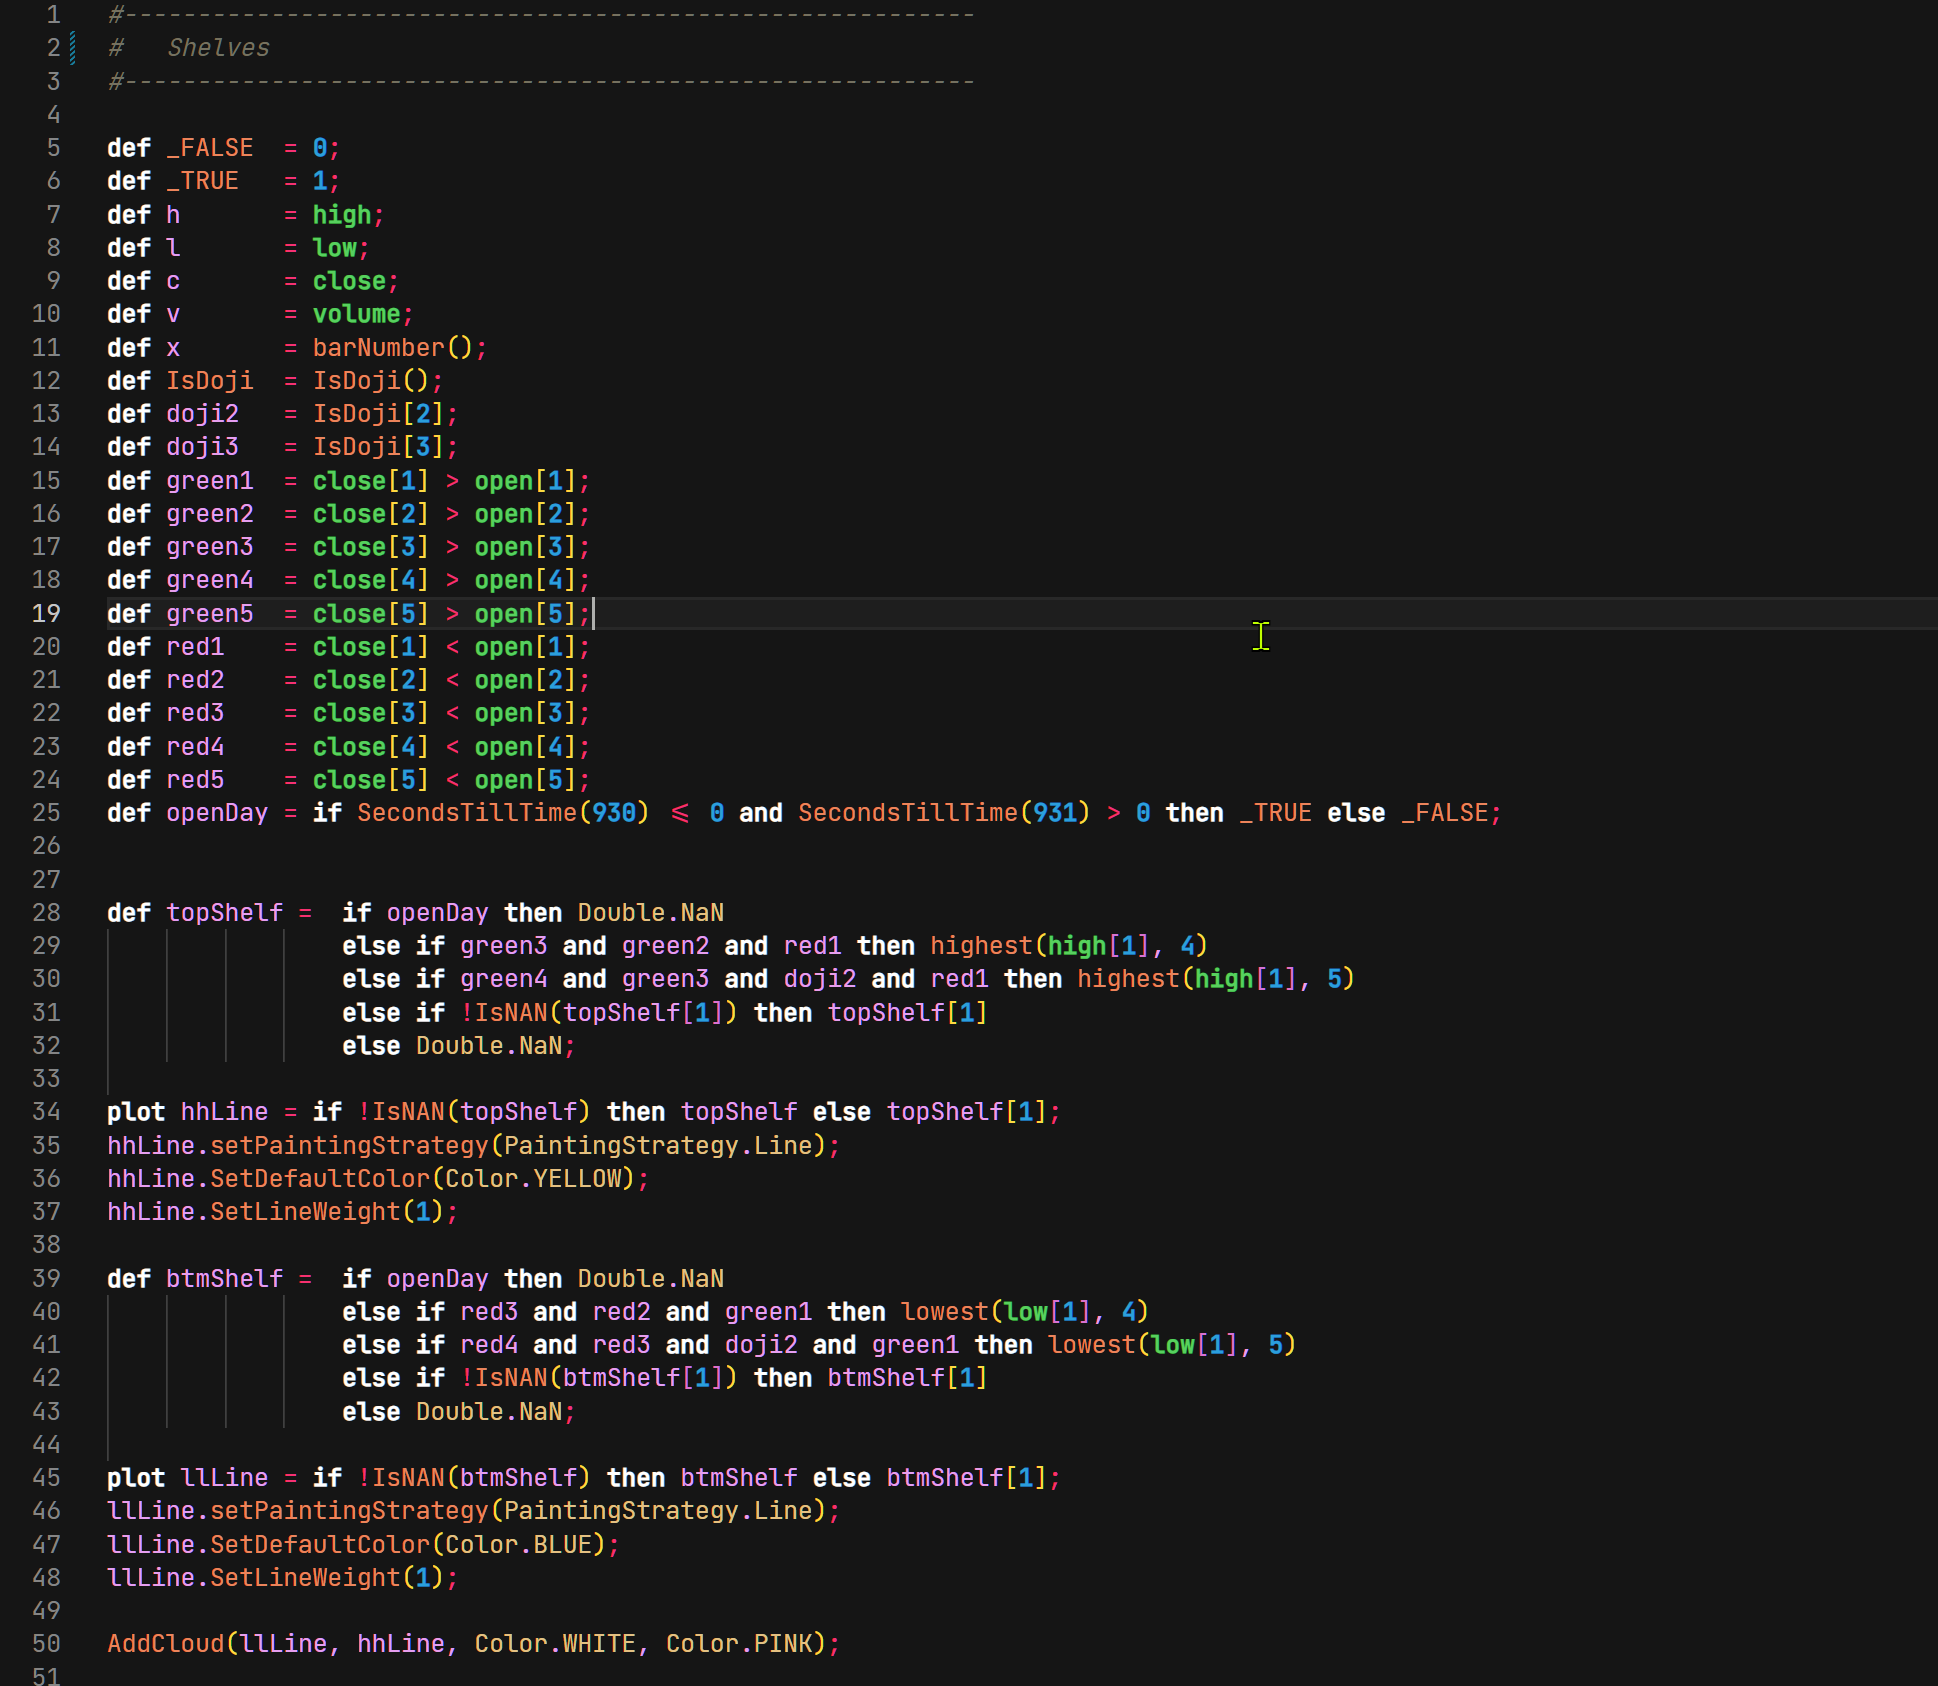 1 #----------------------------------------------------------
2 #   Shelves
3 #----------------------------------------------------------
4
5 def _FALSE  = 0;
6 def _TRUE   = 1;
7 def h       = high;
8 def l       = low;
9 def c       = close;
10 def v       = volume;
11 def x       = barNumber();
12 def IsDoji  = IsDoji();
13 def doji2   = IsDoji[2];
14 def doji3   = IsDoji[3];
15 def green1  = close[1] > open[1];
16 def green2  = close[2] > open[2];
17 def green3  = close[3] > open[3];
18 def green4  = close[4] > open[4];
19 def green5  = close[5] > open[5];
20 def red1    = close[1] < open[1];
21 def red2    = close[2] < open[2];
22 def red3    = close[3] < open[3];
23 def red4    = close[4] < open[4];
24 def red5    = close[5] < open[5];
25 def openDay = if SecondsTillTime(930) ⩽ 0 and SecondsTillTime(931) > 0 then _TRUE else _FALSE;
26
27
28 def topShelf =  if openDay then Double.NaN
29                 else if green3 and green2 and red1 then highest(high[1], 4)
30                 else if green4 and green3 and doji2 and red1 then highest(high[1], 5)
31                 else if !IsNAN(topShelf[1]) then topShelf[1]
32                 else Double.NaN;
33
34 plot hhLine = if !IsNAN(topShelf) then topShelf else topShelf[1];
35 hhLine.setPaintingStrategy(PaintingStrategy.Line);
36 hhLine.SetDefaultColor(Color.YELLOW);
37 hhLine.SetLineWeight(1);
38
39 def btmShelf =  if openDay then Double.NaN
40                 else if red3 and red2 and green1 then lowest(low[1], 4)
41                 else if red4 and red3 and doji2 and green1 then lowest(low[1], 5)
42                 else if !IsNAN(btmShelf[1]) then btmShelf[1]
43                 else Double.NaN;
44
45 plot llLine = if !IsNAN(btmShelf) then btmShelf else btmShelf[1];
46 llLine.setPaintingStrategy(PaintingStrategy.Line);
47 llLine.SetDefaultColor(Color.BLUE);
48 llLine.SetLineWeight(1);
49
50 AddCloud(llLine, hhLine, Color.WHITE, Color.PINK);
51